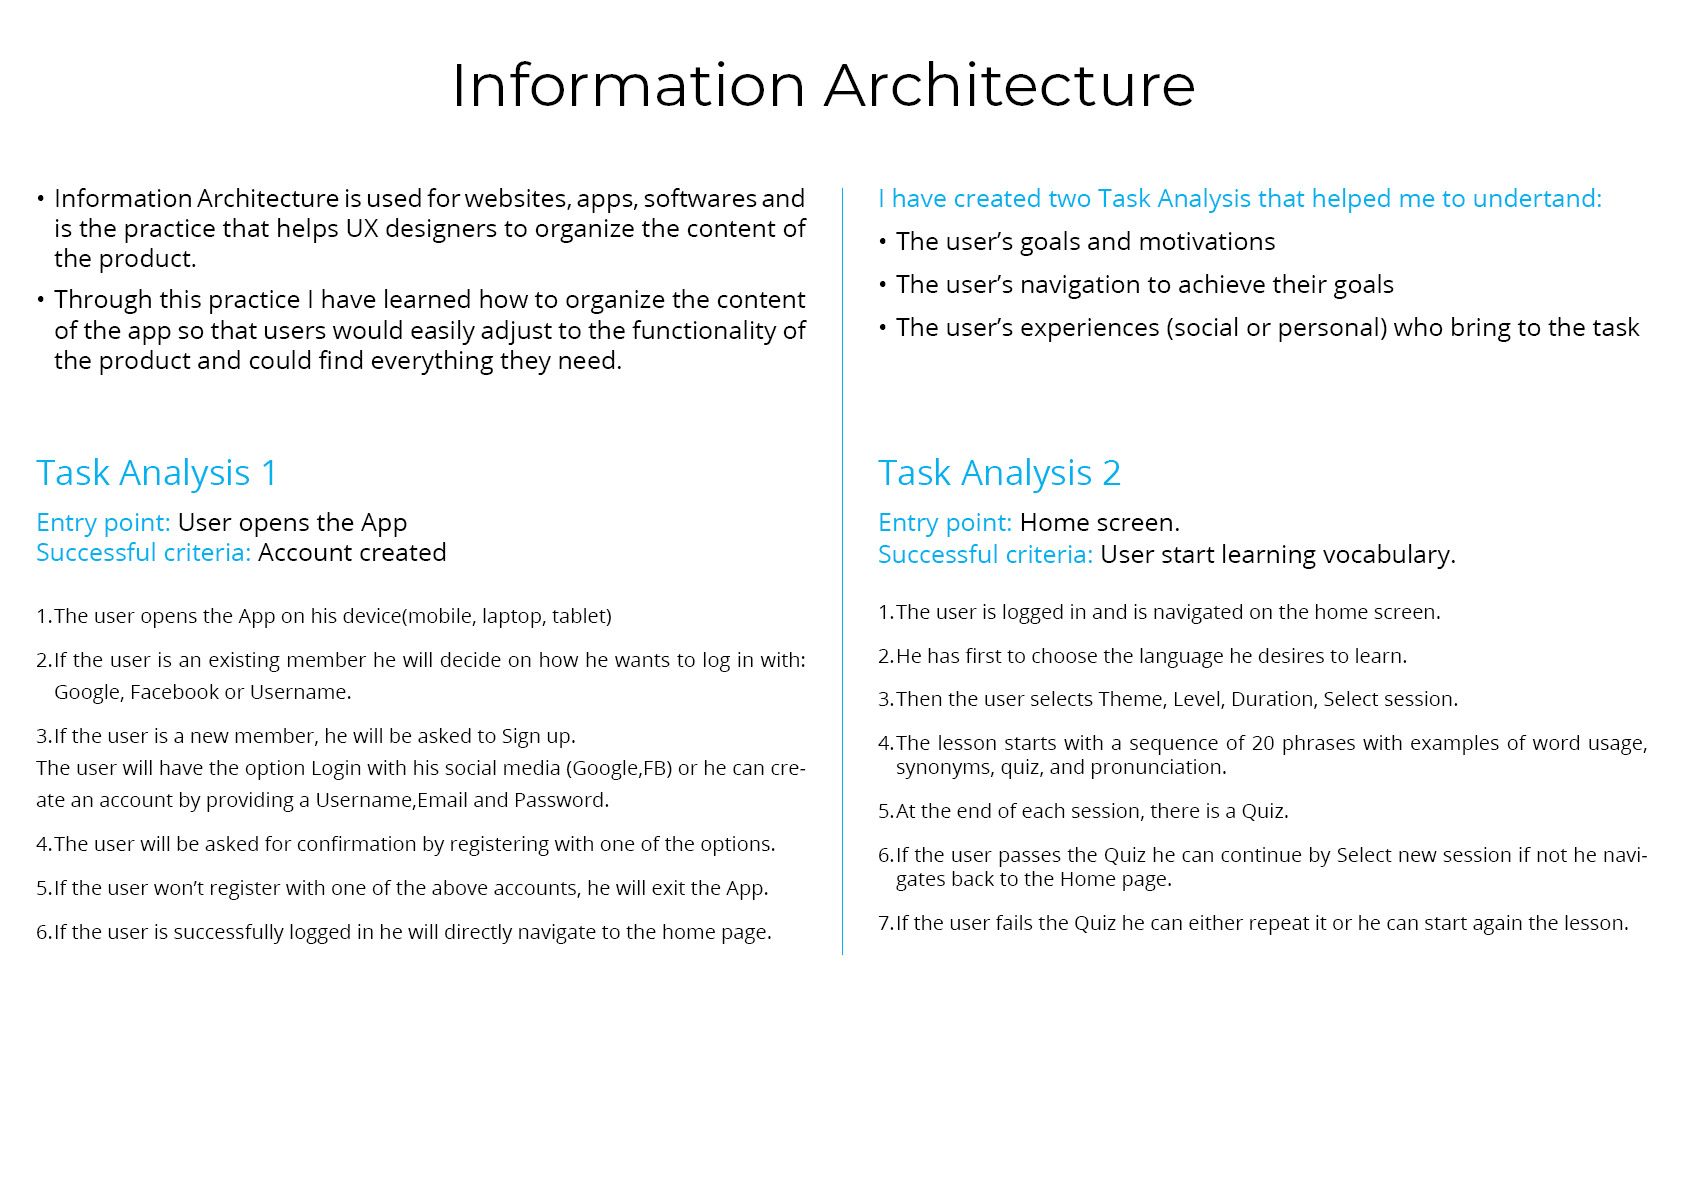 Information Architecture
• Information Architecture is used for websites, apps, softwares and
is the practice that helps UX designers to organize the content of
the product.
• Through this practice I have learned how to organize the content
of the app so that users would easily adjust to the functionality of
the product and could find everything they need.
I have created two Task Analysis that helped me to undertand:
• The user’s goals and motivations
• The user’s navigation to achieve their goals
• The user’s experiences (social or personal) who bring to the task
Task Analysis 1
Entry point: User opens the App
Successful criteria: Account created
1.The user opens the App on his device(mobile, laptop, tablet)
2.If the user is an existing member he will decide on how he wants to log in with:
Google, Facebook or Username.
3.If the user is a new member, he will be asked to Sign up.
The user will have the option Login with his social media (Google,FB) or he can cre-
ate an account by providing a Username,Email and Password.
4.The user will be asked for confirmation by registering with one of the options.
5.If the user won’t register with one of the above accounts, he will exit the App.
6.If the user is successfully logged in he will directly navigate to the home page.
Task Analysis 2
Entry point: Home screen.
Successful criteria: User start learning vocabulary.
1.The user is logged in and is navigated on the home screen.
2.He has first to choose the language he desires to learn.
3.Then the user selects Theme, Level, Duration, Select session.
4.The lesson starts with a sequence of 20 phrases with examples of word usage,
synonyms, quiz, and pronunciation.
5.At the end of each session, there is a Quiz.
6.If the user passes the Quiz he can continue by Select new session if not he navi-
gates back to the Home page.
7.If the user fails the Quiz he can either repeat it or he can start again the lesson.